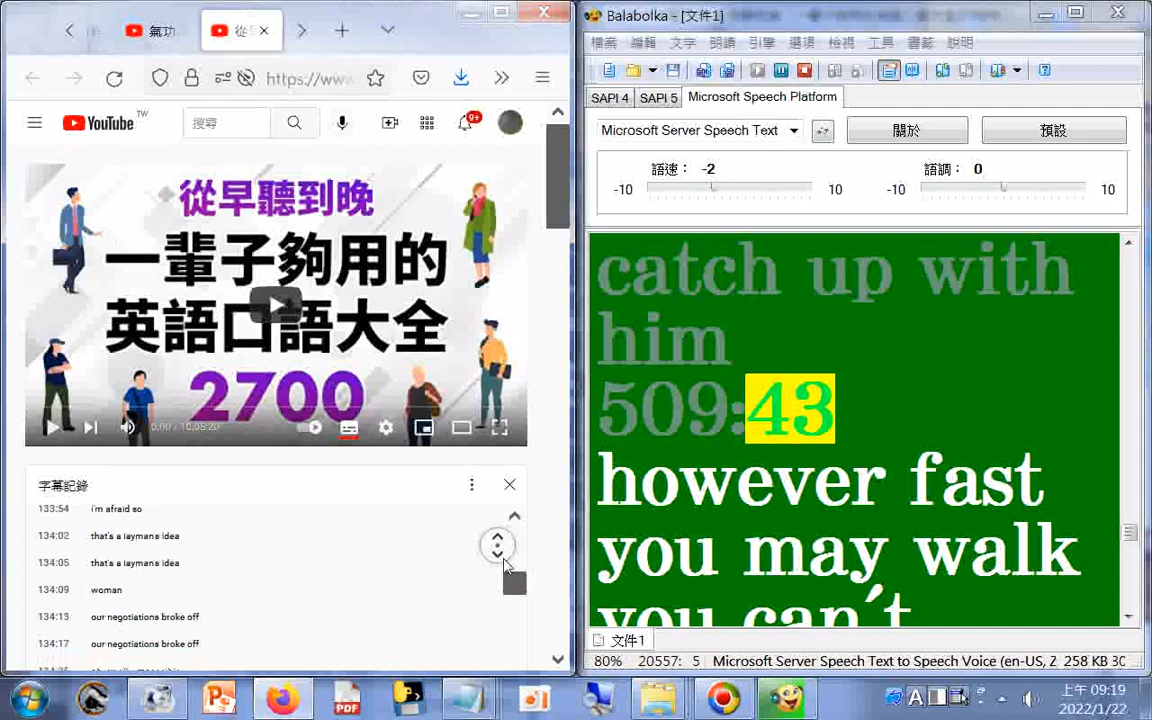 氣功
從
https://www
YouTube TW
搜尋
9+
從早聽到晚
一輩子夠用的
英語口語大全
2700
0:00 / 10:05:20
字幕記錄
133:54 i'm afraid so
134:02 that's a layman's idea
134:05 that's a layman's idea
134:09 woman
134:13 our negotiations broke off
134:17 our negotiations broke off
Balabolka - [文件1]
檔案 編輯 文字 朗讀 引擎 選項 檢視 工具 書籤 說明
SAPI 4 SAPI 5 Microsoft Speech Platform
Microsoft Server Speech Text
關於
預設
語速： -2
語調： 0
-10 10 -10 10
catch up with
him
509:43
however fast
you may walk
you can't
文件1
80% 20557: 5 Microsoft Server Speech Text to Speech Voice (en-US, Z 258 KB
PDF
A
上午 09:19
2022/1/22